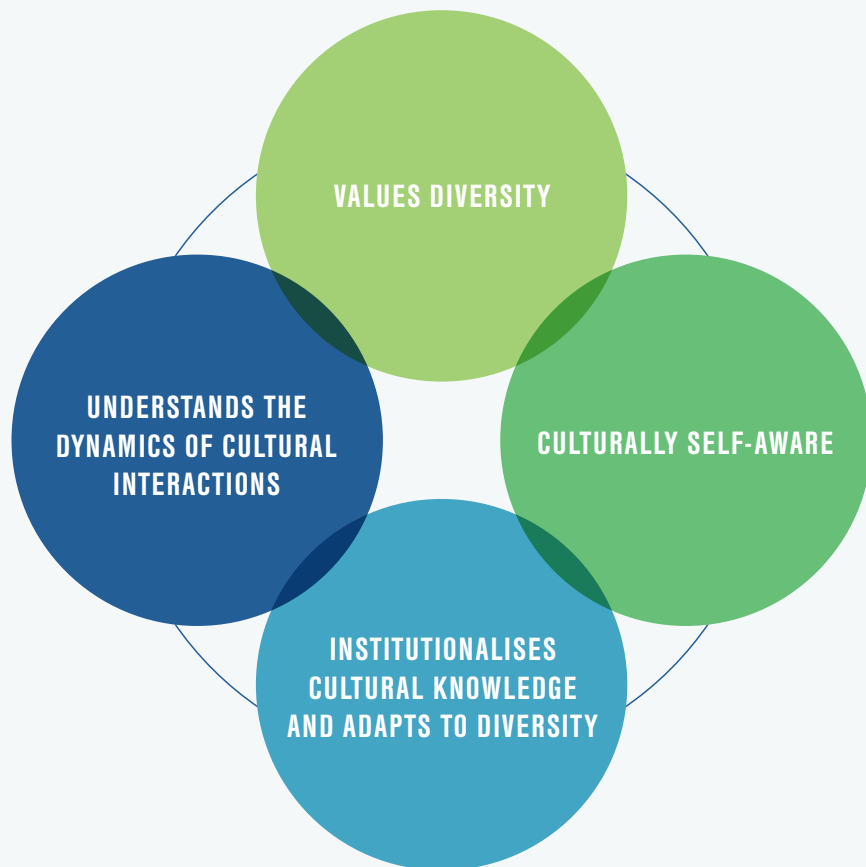 VALUES DIVERSITY
UNDERSTANDS THE
DYNAMICS OF CULTURAL
INTERACTIONS
CULTURALLY SELF-AWARE
INSTITUTIONALISES
CULTURAL KNOWLEDGE
AND ADAPTS TO DIVERSITY